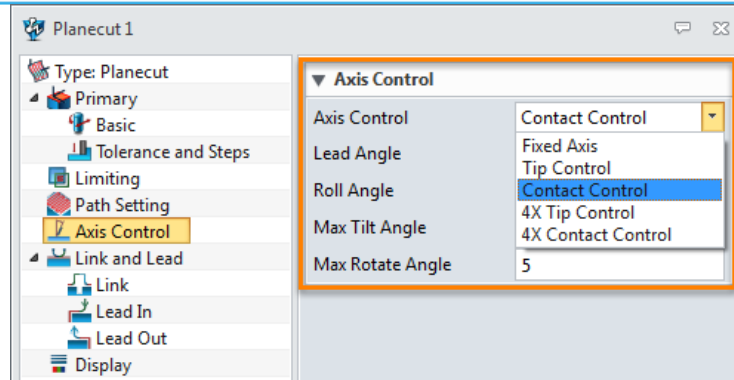 Planecut 1
Type: Planecut
Primary
Basic
Tolerance and Steps
Limiting
Path Setting
Axis Control
Link and Lead
Link
Lead In
Lead Out
Display
Axis Control
Axis Control Contact Control
Fixed Axis
Lead Angle
Tip Control
Roll Angle
Contact Control
4X Tip Control
Max Tilt Angle
4X Contact Control
Max Rotate Angle 5